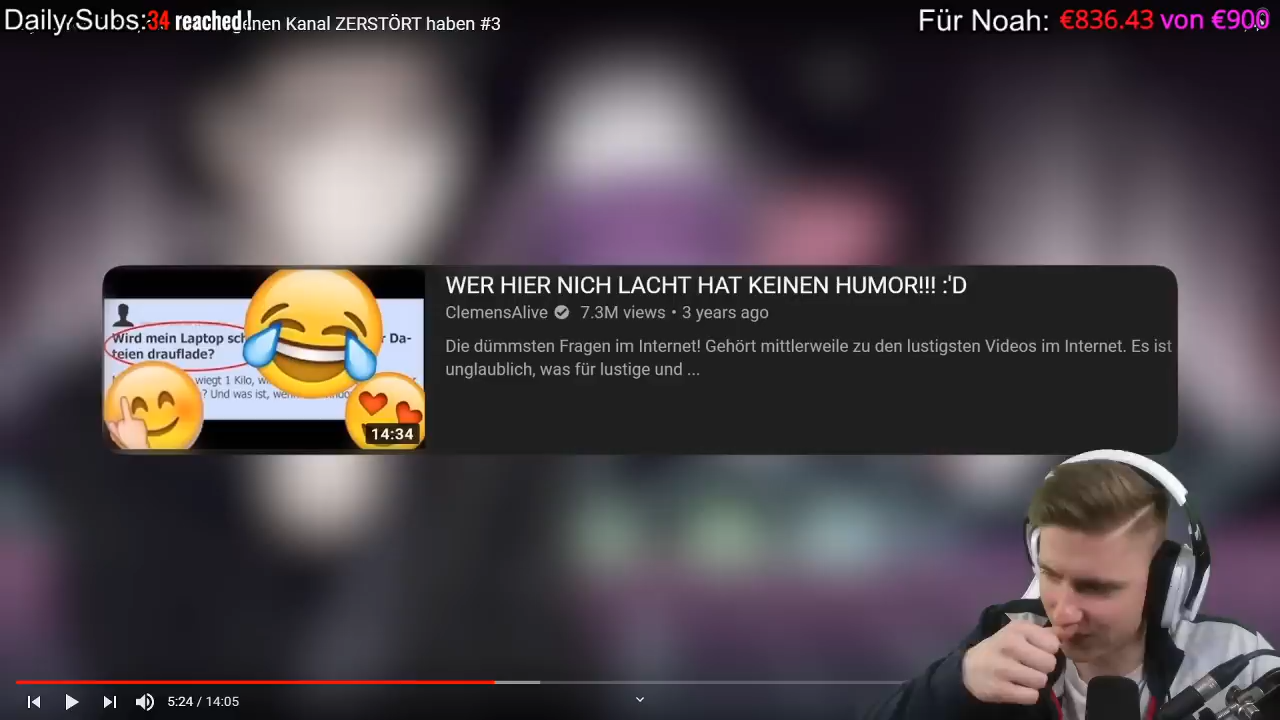 Daily Subs: 34 reached!
enen Kanal ZERSTÖRT haben #3
Für Noah: €836.43 von €900
WER HIER NICH LACHT HAT KEINEN HUMOR!!! :'D
ClemensAlive 7.3M views • 3 years ago
Die dümmsten Fragen im Internet! Gehört mittlerweile zu den lustigsten Videos im Internet. Es ist
unglaublich, was für lustige und ...
Wird mein Laptop sch r Da-
teien drauflade?
wiegt 1 Kilo, w
? Und was ist, wenn
14:34
5:24 / 14:05